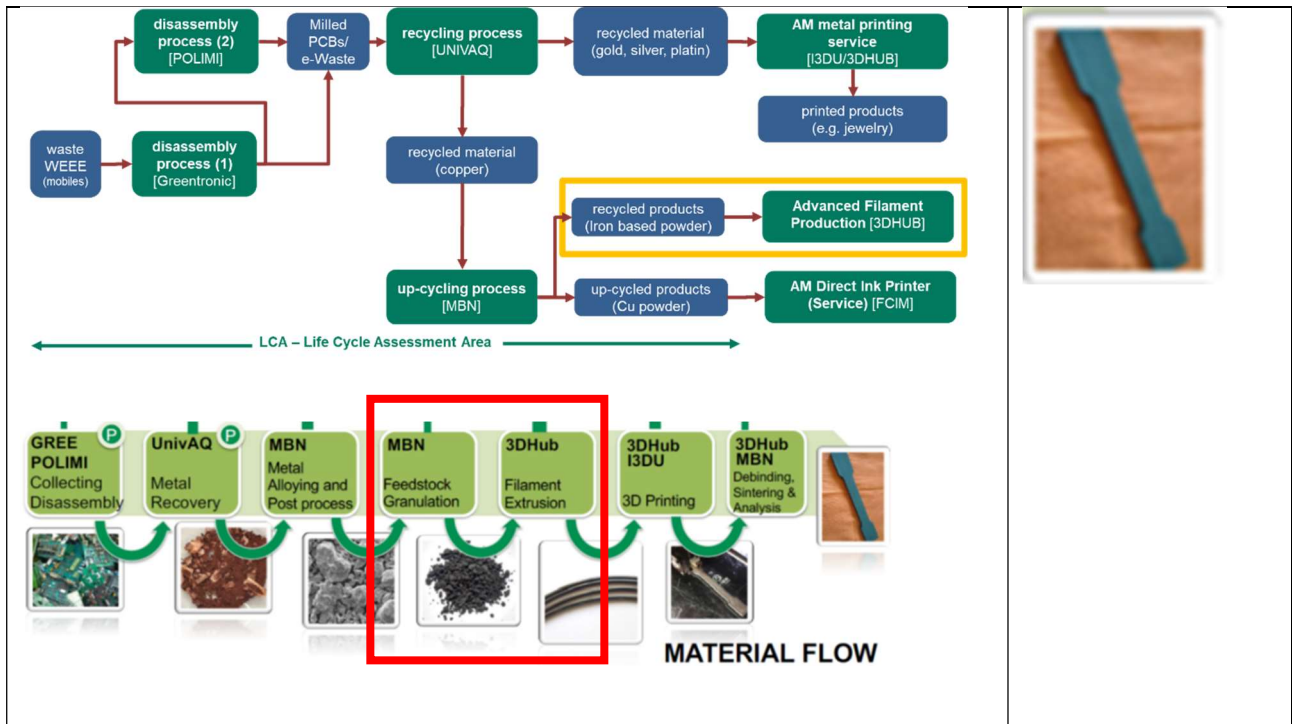 disassembly
process (2)
[POLIMI]
Milled
PCBs/
e-Waste
recycling process
[UNIVAQ]
recycled material
(gold, silver, platin)
AM metal printing
service
[I3DU/3DHUB]
printed products
(e.g. jewelry)
waste
WEEE
(mobiles)
disassembly
process (1)
[Greentronic]
recycled material
(copper)
recycled products
(Iron based powder)
Advanced Filament
Production [3DHUB]
up-cycling process
[MBN]
up-cycled products
(Cu powder)
AM Direct Ink Printer
(Service) [FCIM]
LCA – Life Cycle Assessment Area
GREE
POLIMI
Collecting
Disassembly
P
UnivAQ
Metal
Recovery
P
MBN
Metal
Alloying and
Post process
MBN
Feedstock
Granulation
3DHub
Filament
Extrusion
3DHub
I3DU
3D Printing
3DHub
MBN
Debinding,
Sintering &
Analysis
MATERIAL FLOW